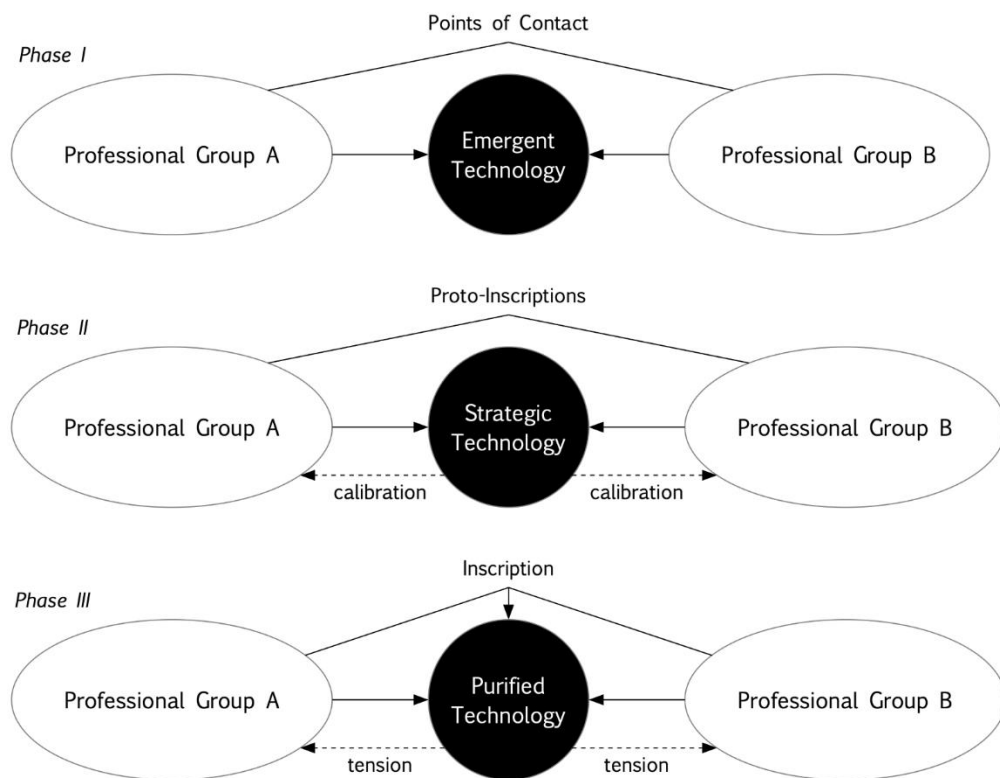 Points of Contact
Phase I
Professional Group A
Emergent
Technology
Professional Group B
Proto-Inscriptions
Phase II
Professional Group A
Strategic
Technology
Professional Group B
calibration
calibration
Inscription
Phase III
Professional Group A
Purified
Technology
Professional Group B
tension
tension